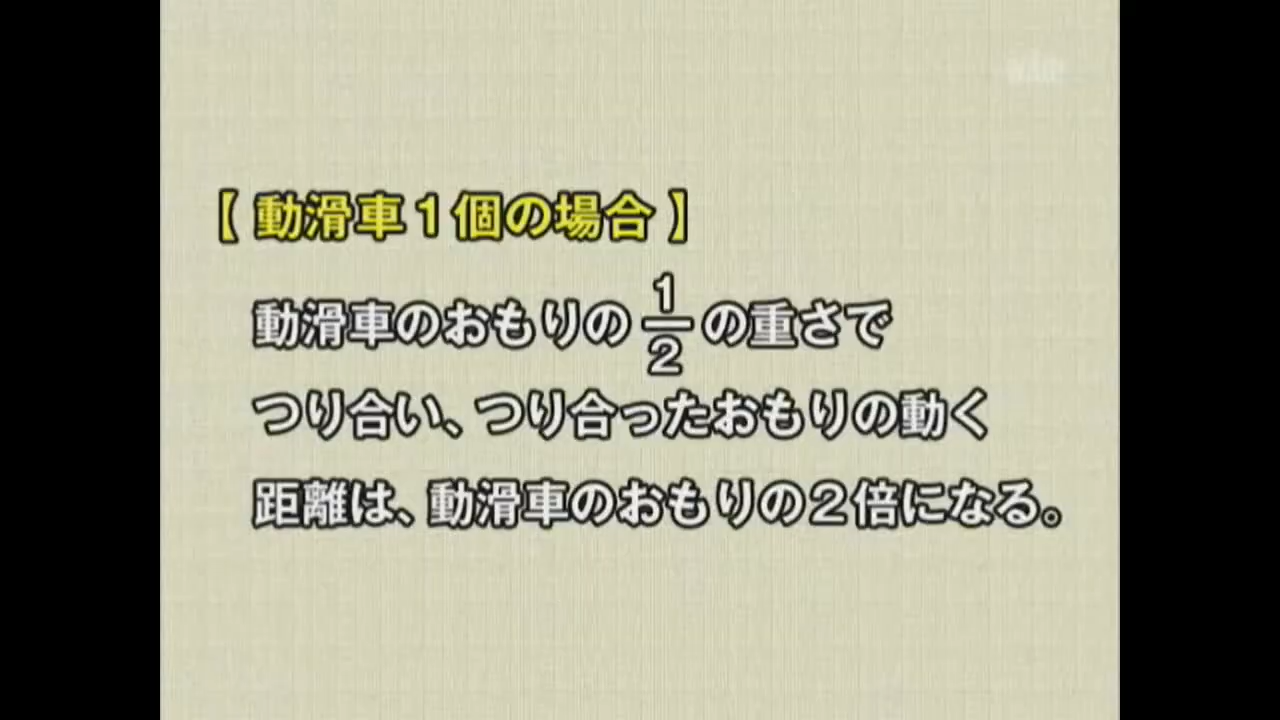 【動滑車１個の場合】
動滑車のおもりの1/2の重さで
つり合い、つり合ったおもりの動く
距離は、動滑車のおもりの２倍になる。